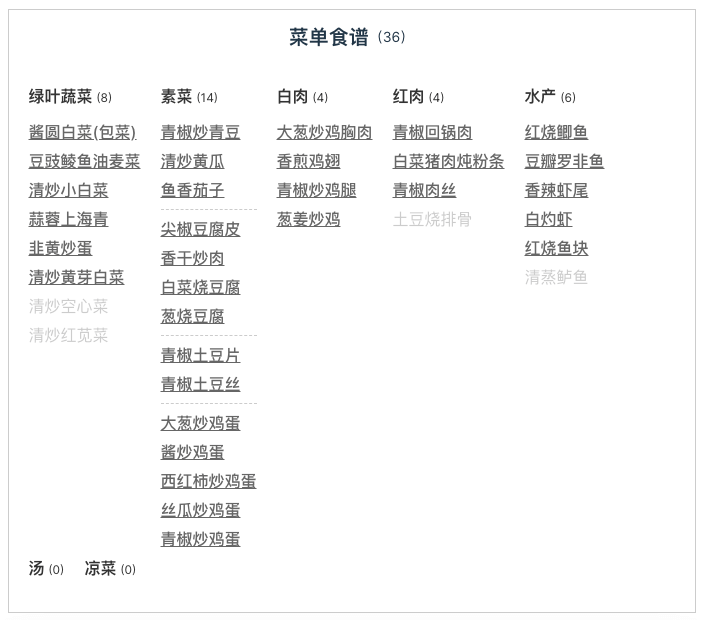 菜单食谱 (36)
绿叶蔬菜 (8)
酱圆白菜(包菜)
豆豉鲮鱼油麦菜
清炒小白菜
蒜蓉上海青
韭黄炒蛋
清炒黄芽白菜
清炒空心菜
清炒红苋菜
素菜 (14)
青椒炒青豆
清炒黄瓜
鱼香茄子
尖椒豆腐皮
香干炒肉
白菜烧豆腐
葱烧豆腐
青椒土豆片
青椒土豆丝
大葱炒鸡蛋
酱炒鸡蛋
西红柿炒鸡蛋
丝瓜炒鸡蛋
青椒炒鸡蛋
白肉 (4)
大葱炒鸡胸肉
香煎鸡翅
青椒炒鸡腿
葱姜炒鸡
红肉 (4)
青椒回锅肉
白菜猪肉炖粉条
青椒肉丝
土豆烧排骨
水产 (6)
红烧鲫鱼
豆瓣罗非鱼
香辣虾尾
白灼虾
红烧鱼块
清蒸鲈鱼
汤 (0)
凉菜 (0)